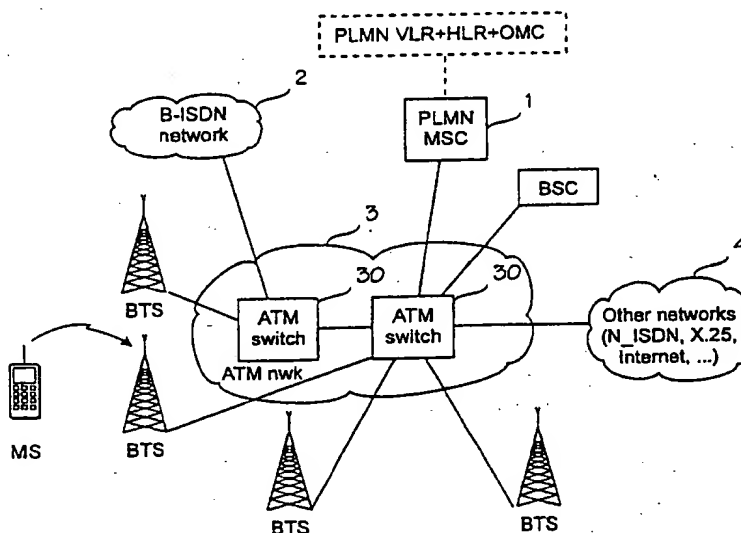 PLMN VLR+HLR+OMC
2
B-ISDN
network
1
PLMN
MSC
BSC
3
4
30
30
BTS
ATM
switch
ATM
switch
Other networks
(N_ISDN, X.25,
Internet, ...)
ATM nwk
MS
BTS
BTS
BTS